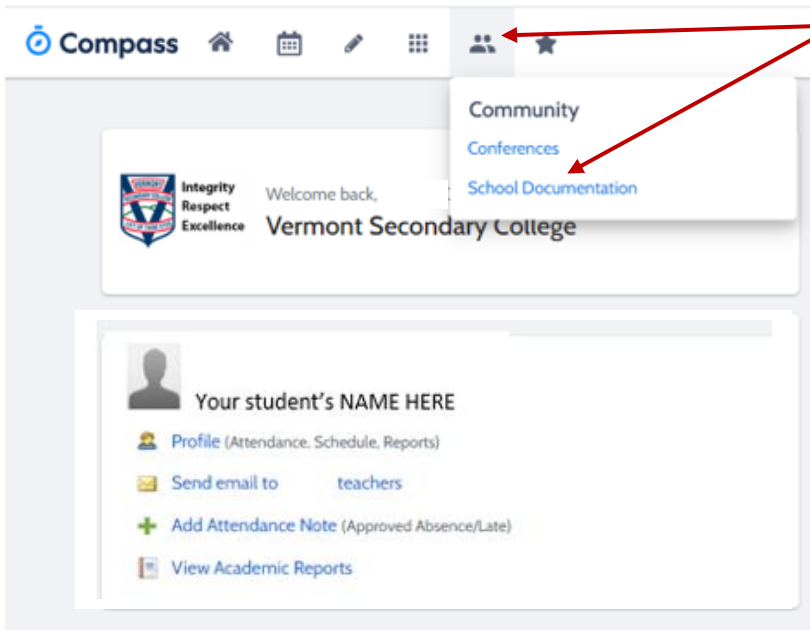 Compass
Community
Conferences
School Documentation
Integrity
Respect
Excellence
Welcome back,
Vermont Secondary College
Your student's NAME HERE
Profile (Attendance, Schedule, Reports)
Send email to teachers
Add Attendance Note (Approved Absence/Late)
View Academic Reports